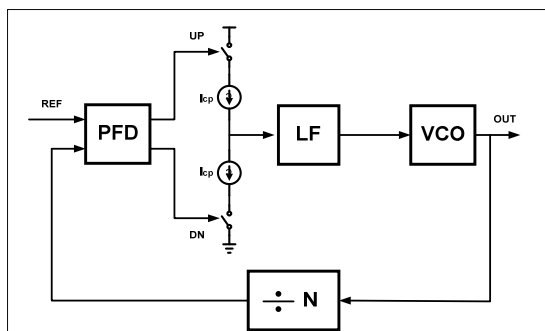 UP
REF
PFD
Icp
LF
VCO
OUT
Icp
DN
÷ N